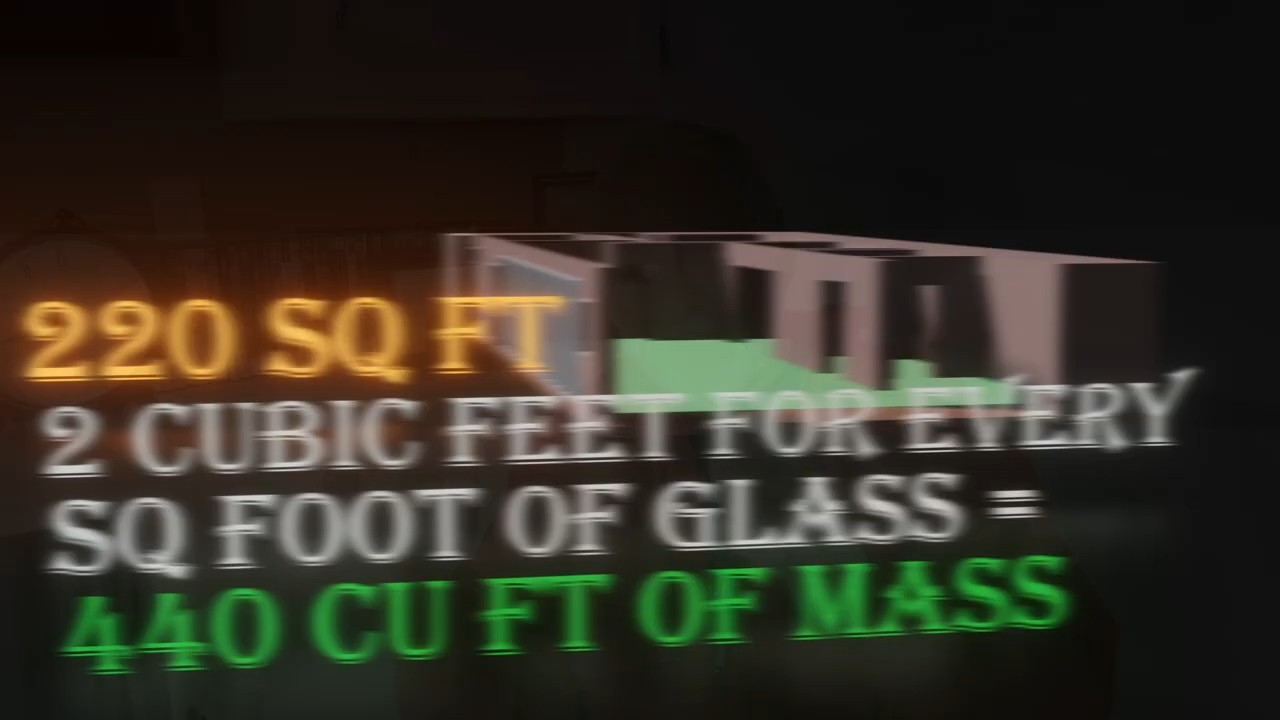 220 SQ FT
2 CUBIC FEET FOR EVERY
SQ FOOT OF GLASS =
440 CU FT OF MASS